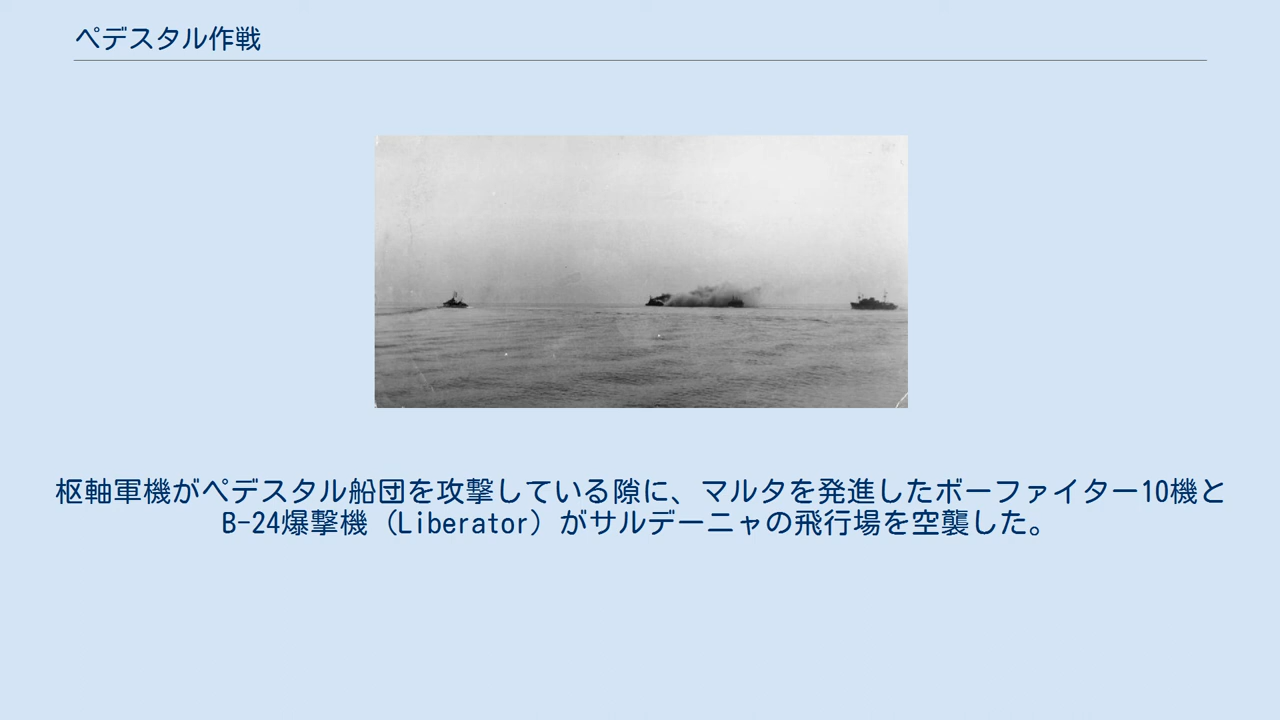 ペデスタル作戦
枢軸軍機がペデスタル船団を攻撃している隙に、マルタを発進したボーファイター10機と
B-24爆撃機（Liberator）がサルデーニャの飛行場を空襲した。